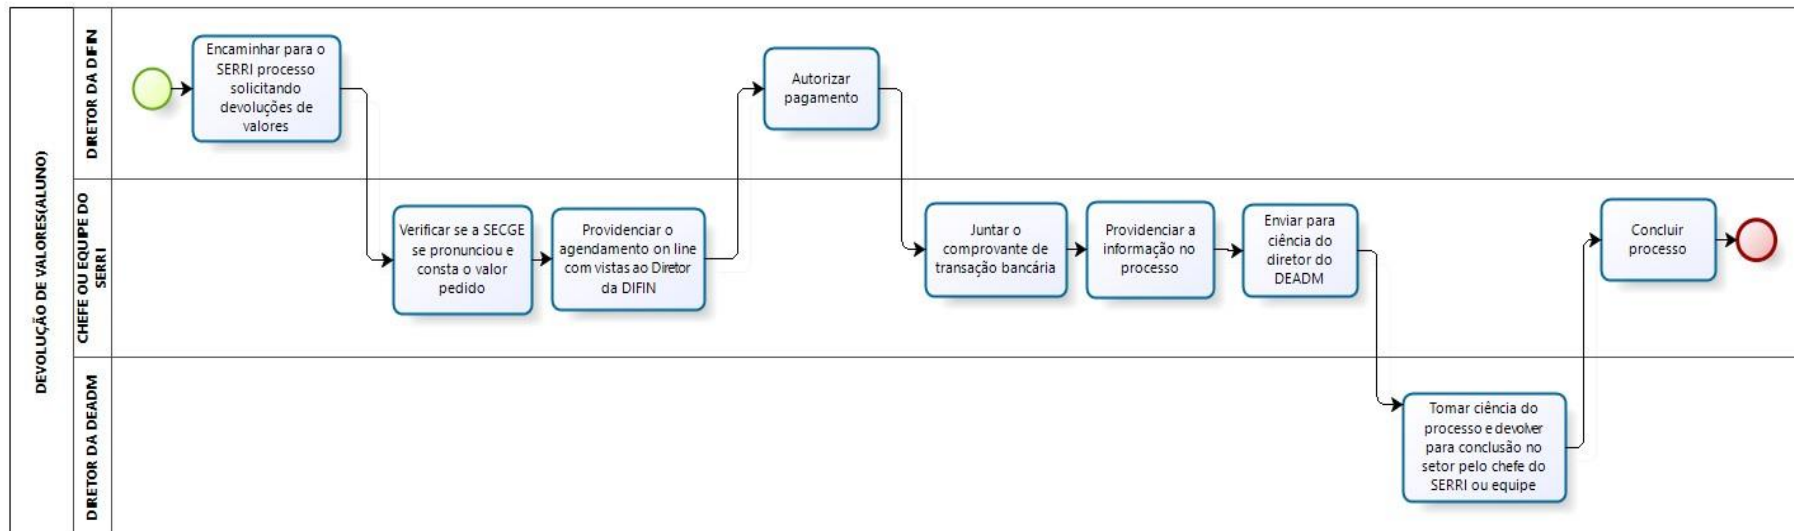 DEVOLUÇÃO DE VALORES(ALUNO)
DIRETOR DA DIFIN
Encaminhar para o
SERRI processo
solicitando
devoluções de
valores
Autorizar
pagamento
CHEFE OU EQUIPE DO
SERRI
Verificar se a SECGE
se pronunciou e
consta o valor
pedido
Providenciar o
agendamento on line
com vistas ao Diretor
da DIFIN
Juntar o
comprovante de
transação bancária
Providenciar a
informação no
processo
Enviar para
ciência do
diretor do
DEADM
Concluir
processo
DIRETOR DA DEADM
Tomar ciência do
processo e devolver
para conclusão no
setor pelo chefe do
SERRI ou equipe